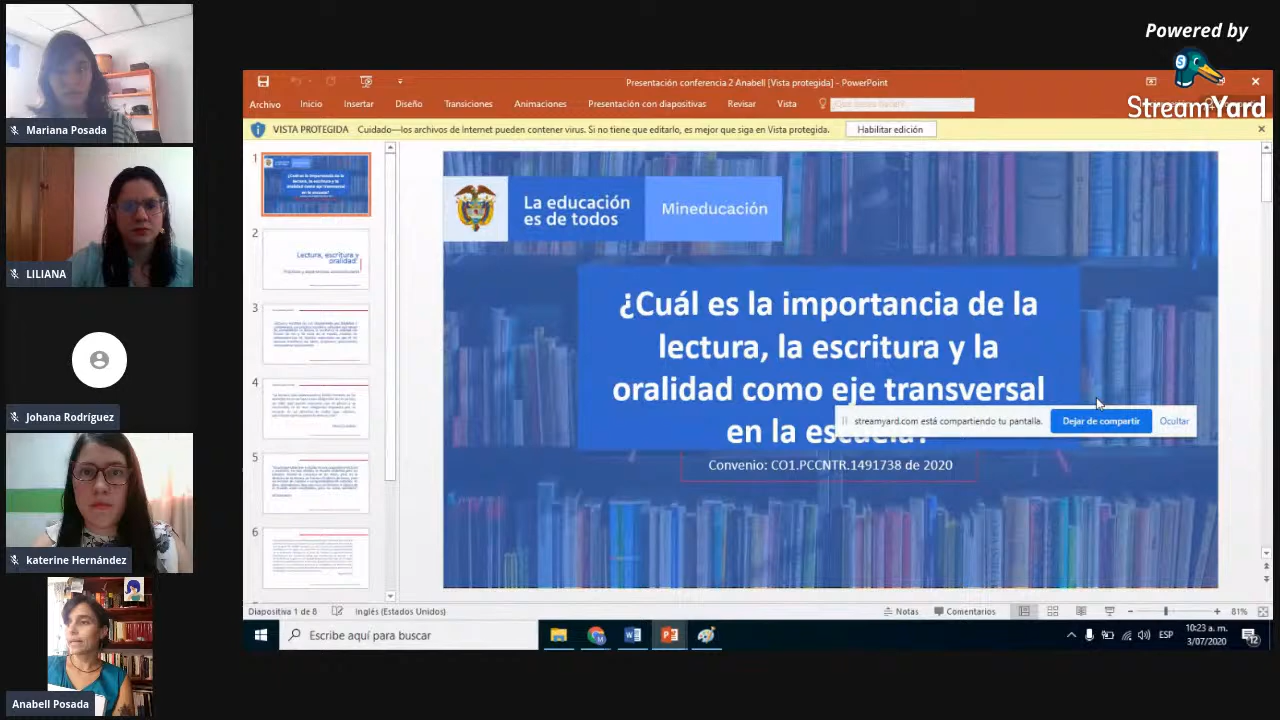 Powered by
StreamYard
Mariana Posada
LILIANA
Johana Rodríguez
Katerine Hernández
Anabell Posada
Presentación conferencia 2 Anabell [Vista protegida] - PowerPoint
Archivo
Inicio
Insertar
Diseño
Transiciones
Animaciones
Presentación con diapositivas
Revisar
Vista
VISTA PROTEGIDA
Cuidado—los archivos de Internet pueden contener virus. Si no tiene que editarlo, es mejor que siga en Vista protegida.
Habilitar edición
1
2
Lectura, escritura y
oralidad:
3
4
5
6
La educación
es de todos
Mineducación
¿Cuál es la importancia de la
lectura, la escritura y la
oralidad como eje transversal
en la escuela?
streamyard.com está compartiendo tu pantalla.
Dejar de compartir
Ocultar
Convenio: CO1.PCCNTR.1491738 de 2020
Diapositiva 1 de 8
Inglés (Estados Unidos)
Notas
Comentarios
81%
Escribe aquí para buscar
ESP
10:23 a. m.
3/07/2020